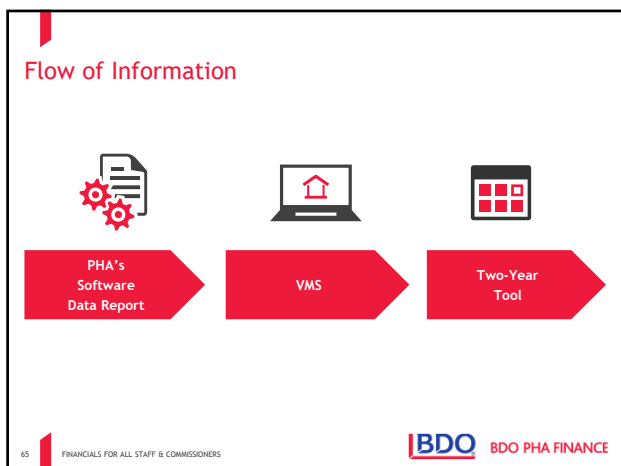 Flow of Information
PHA's
Software
Data Report
VMS
Two-Year
Tool
65
FINANCIALS FOR ALL STAFF & COMMISSIONERS
BDO
BDO PHA FINANCE